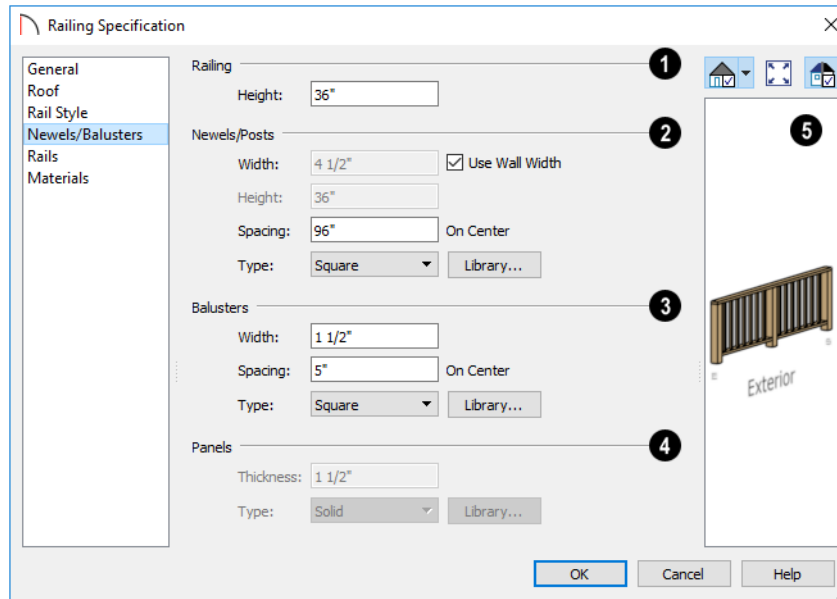 Railing Specification
General
Roof
Rail Style
Newels/Balusters
Rails
Materials
Railing 1
Height: 36"
Newels/Posts 2
Width: 4 1/2" Use Wall Width
Height: 36"
Spacing: 96" On Center
Type: Square Library...
Balusters 3
Width: 1 1/2"
Spacing: 5" On Center
Type: Square Library...
Panels 4
Thickness: 1 1/2"
Type: Solid Library...
5
Exterior
OK Cancel Help